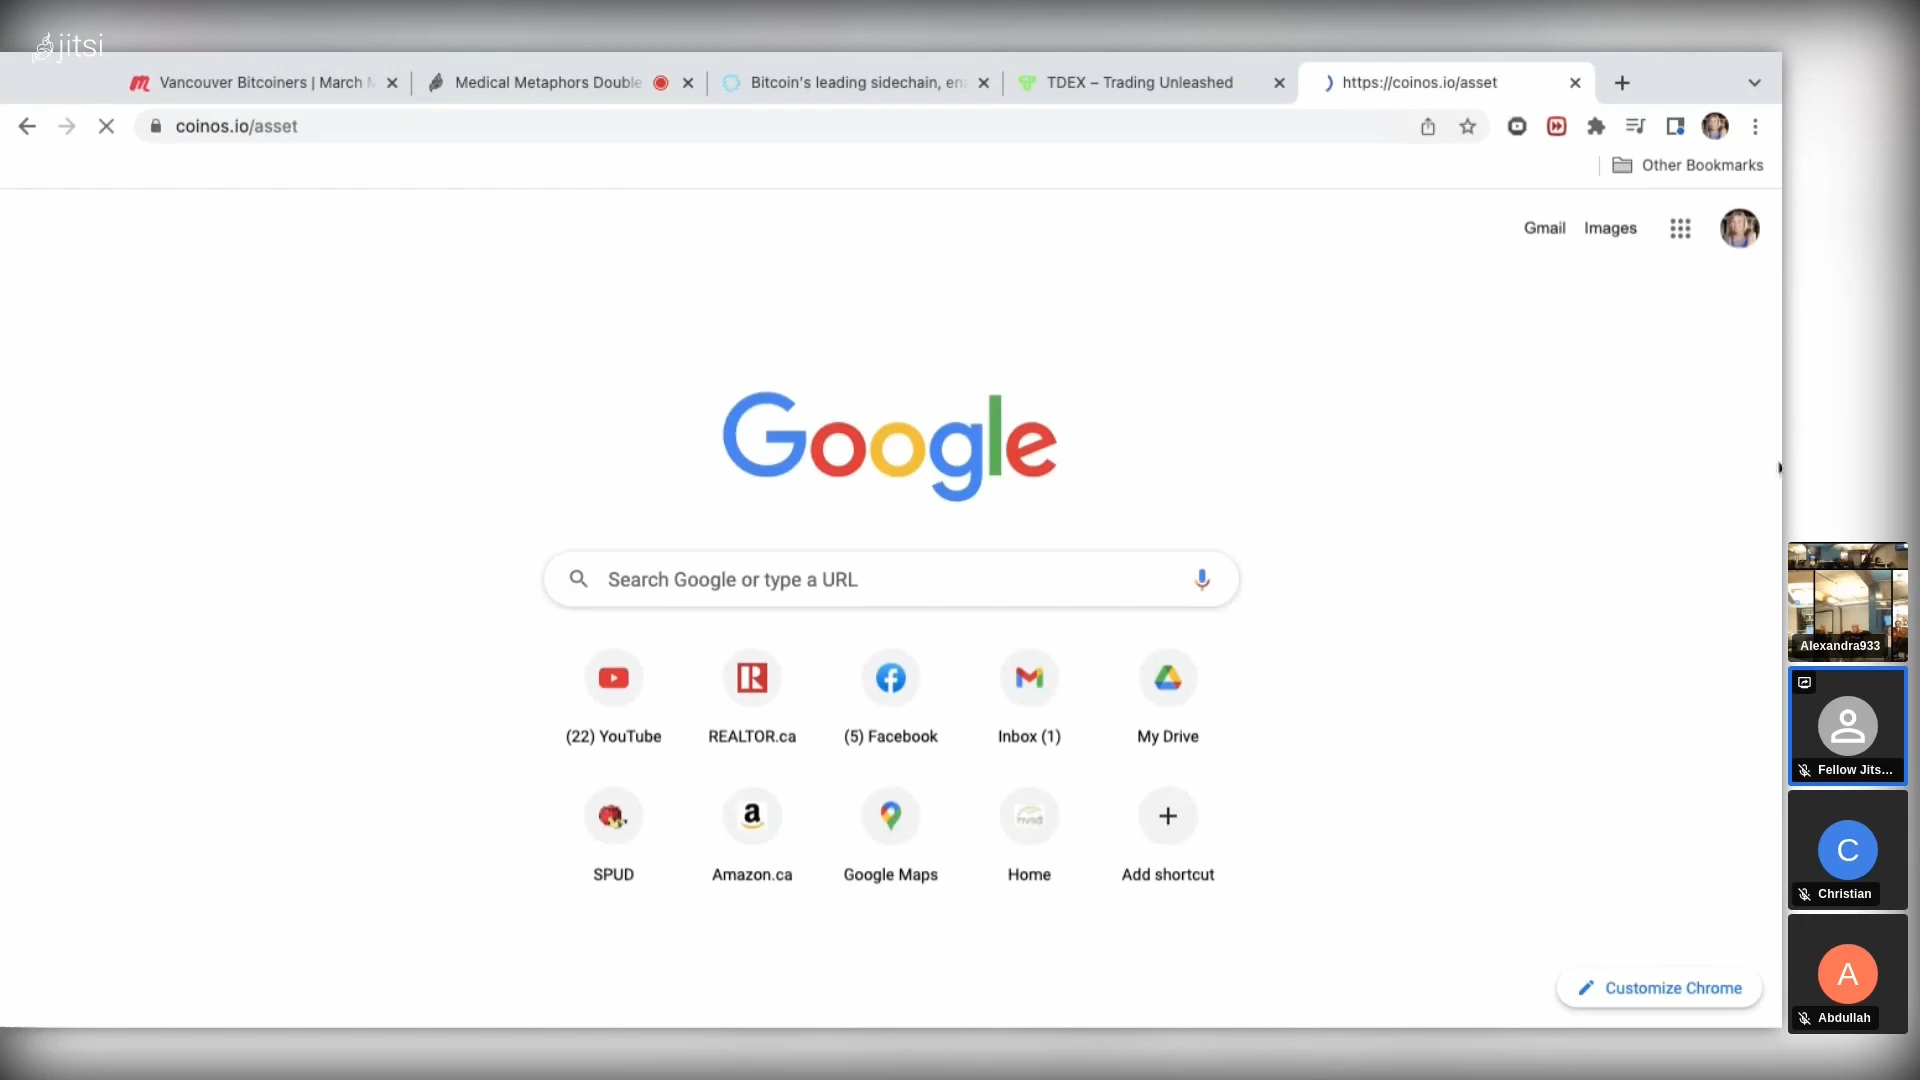 jitsi
Vancouver Bitcoiners | March M
Medical Metaphors Double
Bitcoin's leading sidechain, ena
TDEX – Trading Unleashed
https://coinos.io/asset
coinos.io/asset
Other Bookmarks
Gmail
Images
Google
Search Google or type a URL
(22) YouTube
REALTOR.ca
(5) Facebook
Inbox (1)
My Drive
SPUD
Amazon.ca
Google Maps
Home
Add shortcut
Customize Chrome
Alexandra933
Fellow Jits...
C
Christian
A
Abdullah